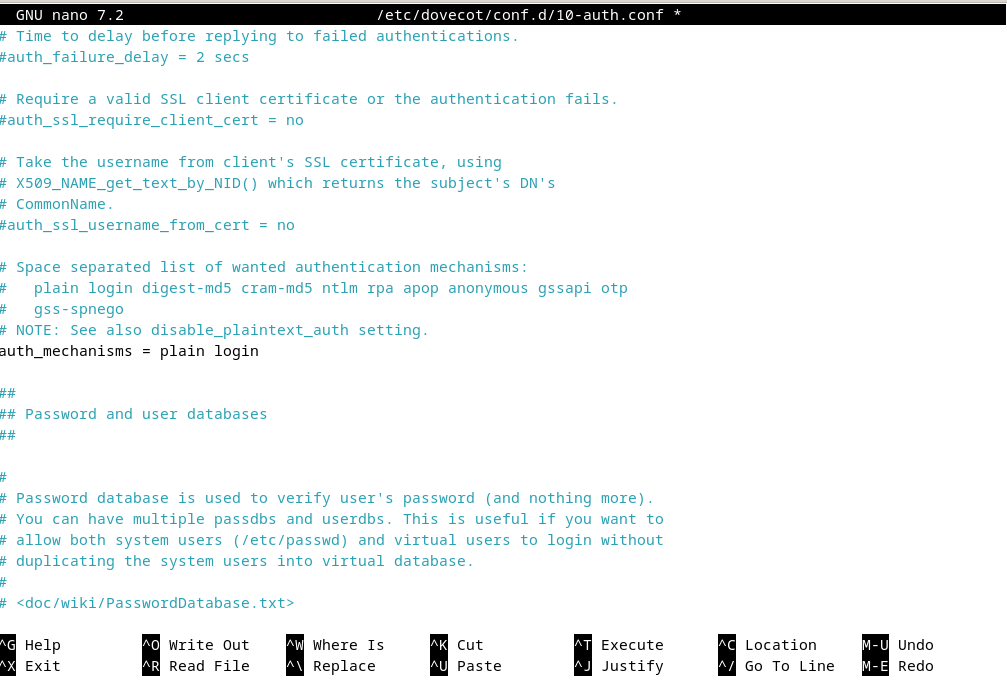 GNU nano 7.2 /etc/dovecot/conf.d/10-auth.conf *
# Time to delay before replying to failed authentications.
#auth_failure_delay = 2 secs
# Require a valid SSL client certificate or the authentication fails.
#auth_ssl_require_client_cert = no
# Take the username from client's SSL certificate, using
# X509_NAME_get_text_by_NID() which returns the subject's DN's
# CommonName.
#auth_ssl_username_from_cert = no
# Space separated list of wanted authentication mechanisms:
#   plain login digest-md5 cram-md5 ntlm rpa apop anonymous gssapi otp
#   gss-spnego
# NOTE: See also disable_plaintext_auth setting.
auth_mechanisms = plain login
##
## Password and user databases
##
#
# Password database is used to verify user's password (and nothing more).
# You can have multiple passdbs and userdbs. This is useful if you want to
# allow both system users (/etc/passwd) and virtual users to login without
# duplicating the system users into virtual database.
#
# <doc/wiki/PasswordDatabase.txt>
^G Help ^O Write Out ^W Where Is ^K Cut ^T Execute ^C Location M-U Undo
^X Exit ^R Read File ^\ Replace ^U Paste ^J Justify ^/ Go To Line M-E Redo